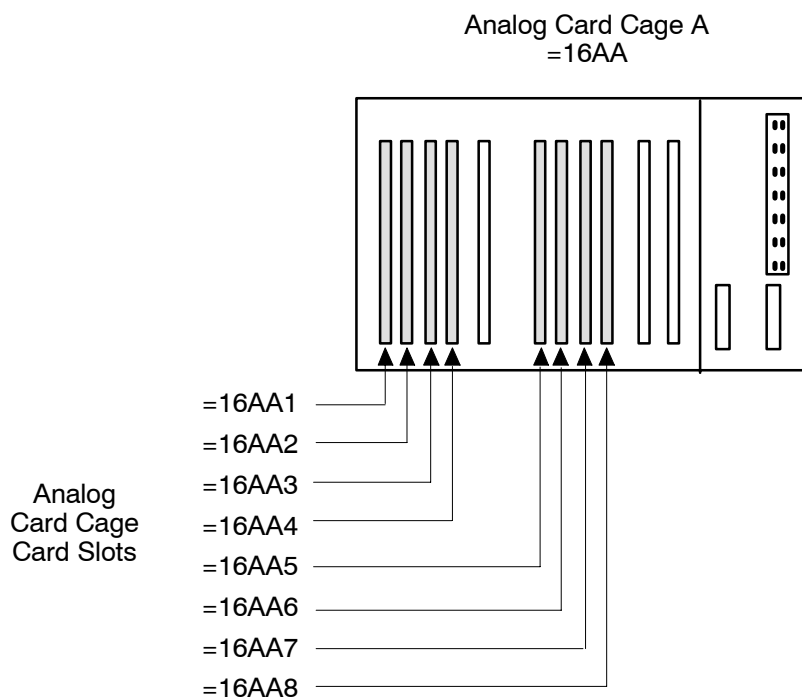 Analog Card Cage A
=16AA
=16AA1
=16AA2
=16AA3
=16AA4
=16AA5
=16AA6
=16AA7
=16AA8
Analog
Card Cage
Card Slots